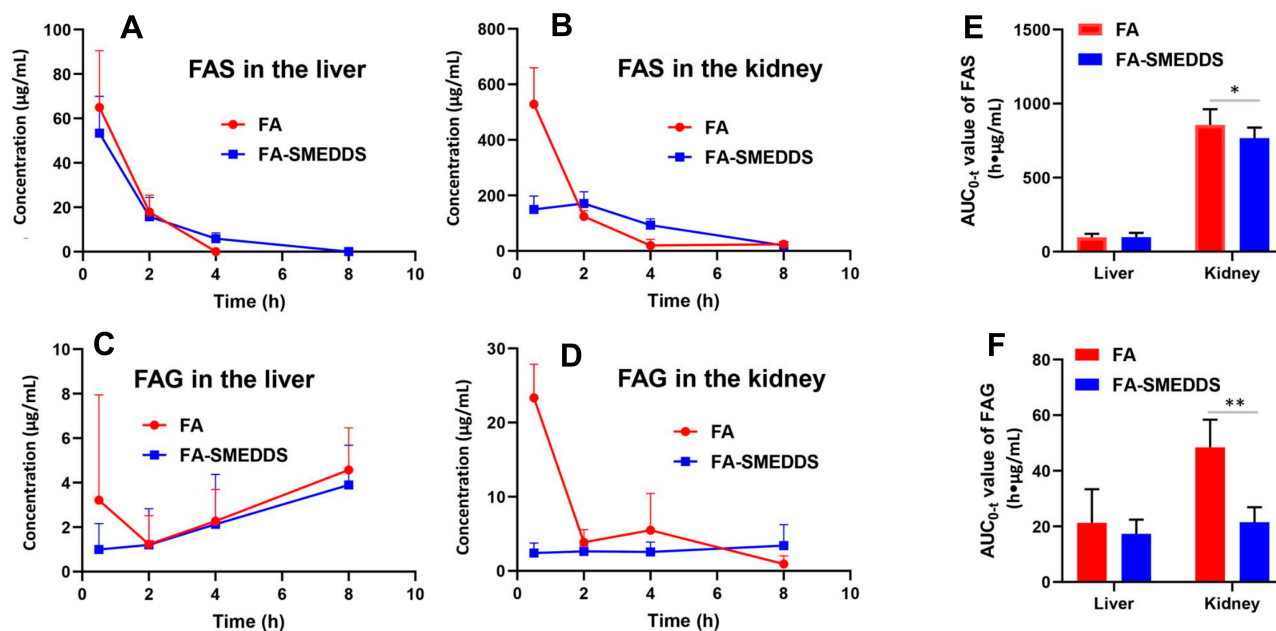 A
FAS in the liver
FA
FA-SMEDDS
Concentration (µg/mL)
100
80
60
40
20
0
0 2 4 6 8 10
Time (h)
B
FAS in the kidney
FA
FA-SMEDDS
Concentration (µg/mL)
800
600
400
200
0
0 2 4 6 8 10
Time (h)
E
FA
FA-SMEDDS
AUC0-t value of FAS
(h•µg/mL)
1500
1000
500
0
*
Liver Kidney
C
FAG in the liver
FA
FA-SMEDDS
Concentration (µg/mL)
10
8
6
4
2
0
0 2 4 6 8 10
Time (h)
D
FAG in the kidney
FA
FA-SMEDDS
Concentration (µg/mL)
30
20
10
0
0 2 4 6 8 10
Time (h)
F
FA
FA-SMEDDS
AUC0-t value of FAG
(h•µg/mL)
80
60
40
20
0
**
Liver Kidney